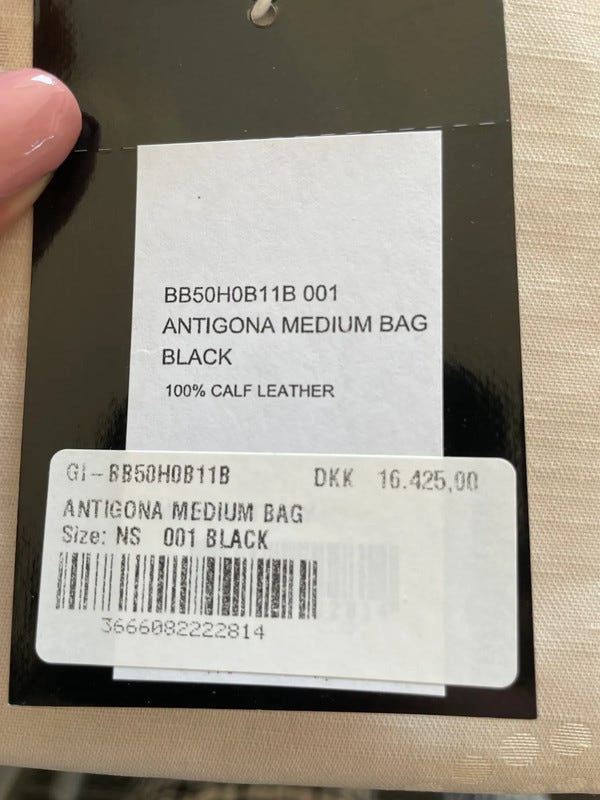 BB50H0B11B 001
ANTIGONA MEDIUM BAG
BLACK
100% CALF LEATHER
GI-BB50H0B11B DKK 16.425,00
ANTIGONA MEDIUM BAG
Size: NS 001 BLACK
3666082222814